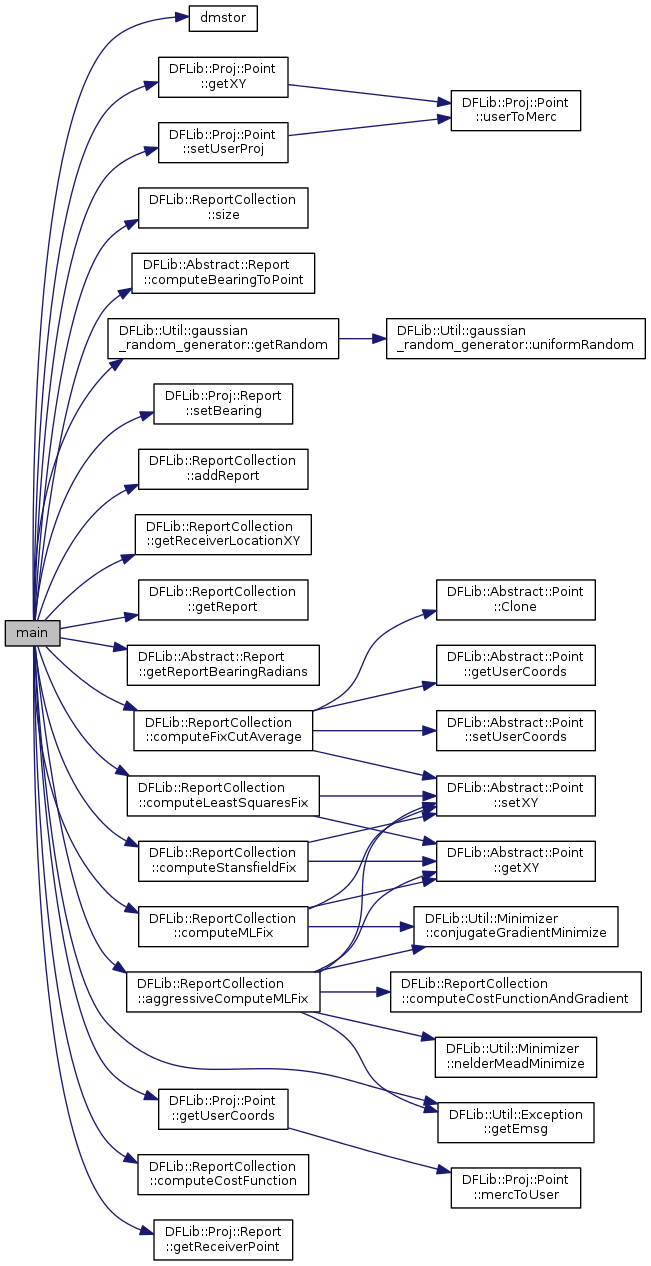 dmstor
DFLib::Proj::Point
::getXY
DFLib::Proj::Point
::userToMerc
DFLib::Proj::Point
::setUserProj
DFLib::ReportCollection
::size
DFLib::Abstract::Report
::computeBearingToPoint
DFLib::Util::gaussian
_random_generator::getRandom
DFLib::Util::gaussian
_random_generator::uniformRandom
DFLib::Proj::Report
::setBearing
DFLib::ReportCollection
::addReport
DFLib::ReportCollection
::getReceiverLocationXY
DFLib::ReportCollection
::getReport
DFLib::Abstract::Point
::Clone
main
DFLib::Abstract::Report
::getReportBearingRadians
DFLib::Abstract::Point
::getUserCoords
DFLib::ReportCollection
::computeFixCutAverage
DFLib::Abstract::Point
::setUserCoords
DFLib::ReportCollection
::computeLeastSquaresFix
DFLib::Abstract::Point
::setXY
DFLib::ReportCollection
::computeStansfieldFix
DFLib::Abstract::Point
::getXY
DFLib::ReportCollection
::computeMLFix
DFLib::Util::Minimizer
::conjugateGradientMinimize
DFLib::ReportCollection
::aggressiveComputeMLFix
DFLib::ReportCollection
::computeCostFunctionAndGradient
DFLib::Util::Minimizer
::nelderMeadMinimize
DFLib::Proj::Point
::getUserCoords
DFLib::Util::Exception
::getEmsg
DFLib::ReportCollection
::computeCostFunction
DFLib::Proj::Point
::mercToUser
DFLib::Proj::Report
::getReceiverPoint